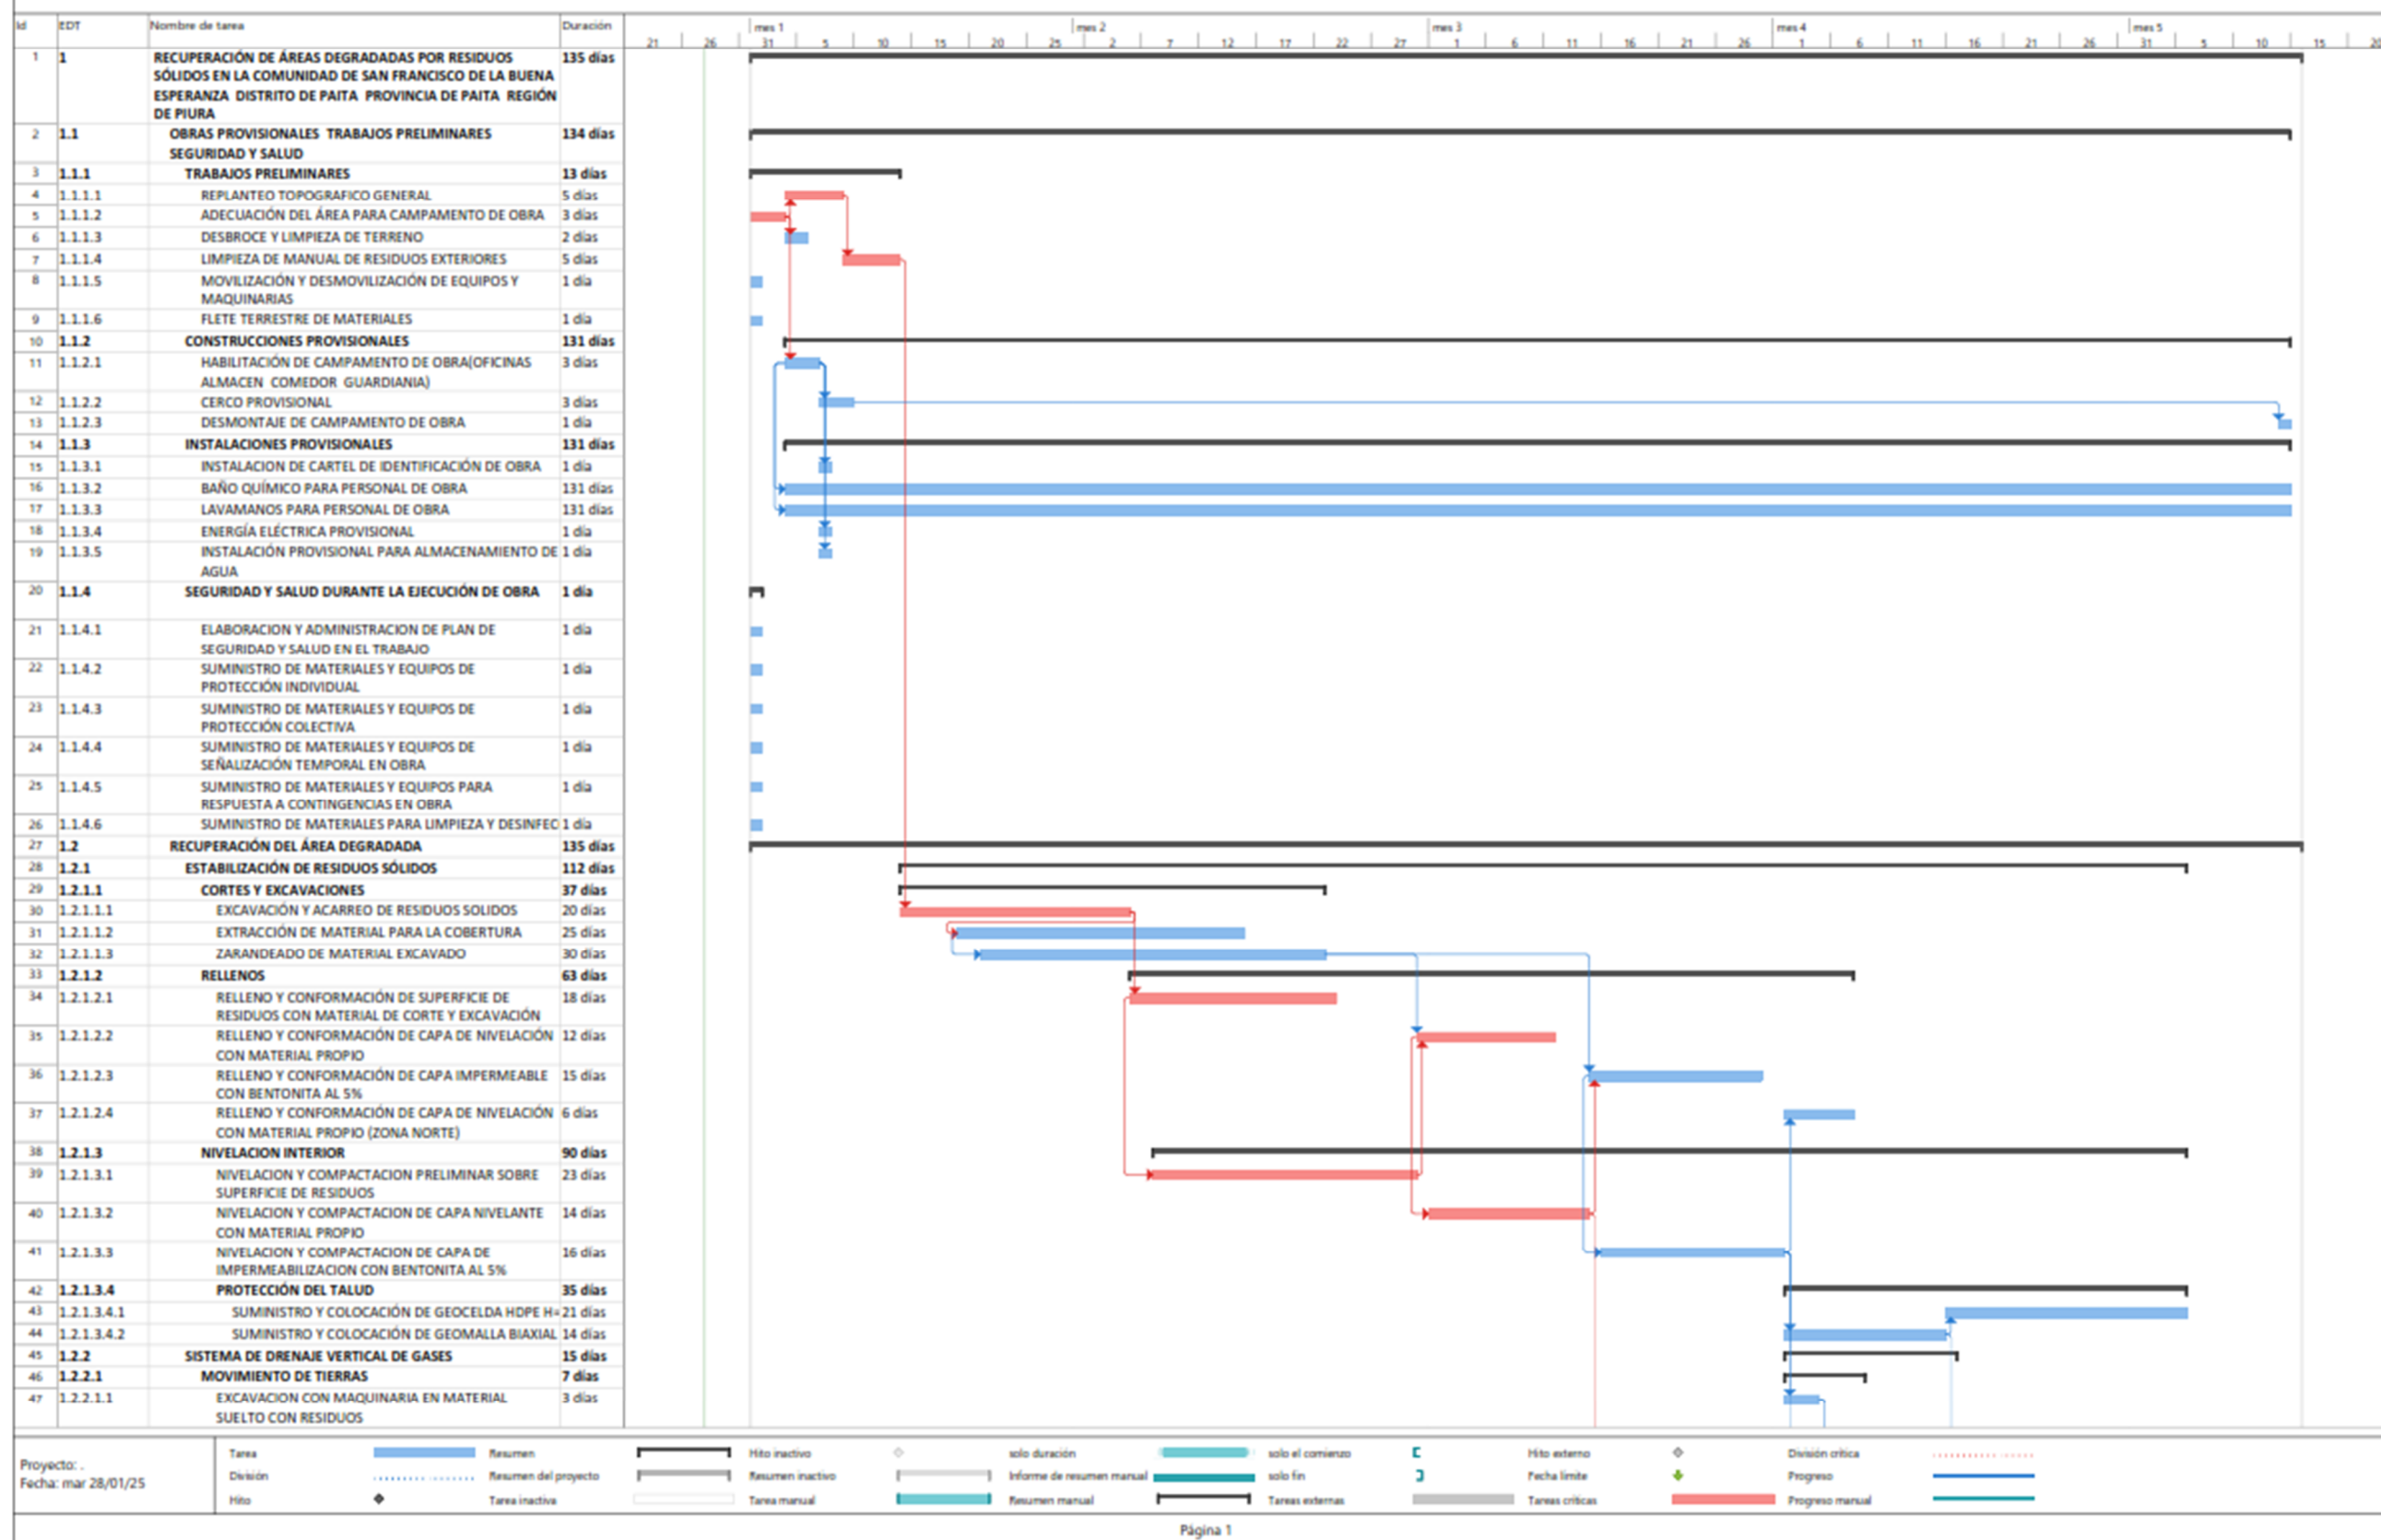 Id EDT Nombre de tarea Duración
mes 1 mes 2 mes 3 mes 4 mes 5
21 26 31 5 10 15 20 25 2 7 12 17 22 27 1 6 11 16 21 26 1 6 11 16 21 26 31 5 10 15 20
1 1 RECUPERACIÓN DE ÁREAS DEGRADADAS POR RESIDUOS 135 días
SÓLIDOS EN LA COMUNIDAD DE SAN FRANCISCO DE LA BUENA
ESPERANZA DISTRITO DE PAITA PROVINCIA DE PAITA REGIÓN
DE PIURA
2 1.1 OBRAS PROVISIONALES TRABAJOS PRELIMINARES 134 días
SEGURIDAD Y SALUD
3 1.1.1 TRABAJOS PRELIMINARES 13 días
4 1.1.1.1 REPLANTEO TOPOGRAFICO GENERAL 5 días
5 1.1.1.2 ADECUACIÓN DEL ÁREA PARA CAMPAMENTO DE OBRA 3 días
6 1.1.1.3 DESBROCE Y LIMPIEZA DE TERRENO 2 días
7 1.1.1.4 LIMPIEZA DE MANUAL DE RESIDUOS EXTERIORES 5 días
8 1.1.1.5 MOVILIZACIÓN Y DESMOVILIZACIÓN DE EQUIPOS Y 1 día
MAQUINARIAS
9 1.1.1.6 FLETE TERRESTRE DE MATERIALES 1 día
10 1.1.2 CONSTRUCCIONES PROVISIONALES 131 días
11 1.1.2.1 HABILITACIÓN DE CAMPAMENTO DE OBRA(OFICINAS 3 días
ALMACEN COMEDOR GUARDIANIA)
12 1.1.2.2 CERCO PROVISIONAL 3 días
13 1.1.2.3 DESMONTAJE DE CAMPAMENTO DE OBRA 1 día
14 1.1.3 INSTALACIONES PROVISIONALES 131 días
15 1.1.3.1 INSTALACION DE CARTEL DE IDENTIFICACIÓN DE OBRA 1 día
16 1.1.3.2 BAÑO QUÍMICO PARA PERSONAL DE OBRA 131 días
17 1.1.3.3 LAVAMANOS PARA PERSONAL DE OBRA 131 días
18 1.1.3.4 ENERGÍA ELÉCTRICA PROVISIONAL 1 día
19 1.1.3.5 INSTALACIÓN PROVISIONAL PARA ALMACENAMIENTO DE 1 día
AGUA
20 1.1.4 SEGURIDAD Y SALUD DURANTE LA EJECUCIÓN DE OBRA 1 día
21 1.1.4.1 ELABORACION Y ADMINISTRACION DE PLAN DE 1 día
SEGURIDAD Y SALUD EN EL TRABAJO
22 1.1.4.2 SUMINISTRO DE MATERIALES Y EQUIPOS DE 1 día
PROTECCIÓN INDIVIDUAL
23 1.1.4.3 SUMINISTRO DE MATERIALES Y EQUIPOS DE 1 día
PROTECCIÓN COLECTIVA
24 1.1.4.4 SUMINISTRO DE MATERIALES Y EQUIPOS DE 1 día
SEÑALIZACIÓN TEMPORAL EN OBRA
25 1.1.4.5 SUMINISTRO DE MATERIALES Y EQUIPOS PARA 1 día
RESPUESTA A CONTINGENCIAS EN OBRA
26 1.1.4.6 SUMINISTRO DE MATERIALES PARA LIMPIEZA Y DESINFEC 1 día
27 1.2 RECUPERACIÓN DEL ÁREA DEGRADADA 135 días
28 1.2.1 ESTABILIZACIÓN DE RESIDUOS SÓLIDOS 112 días
29 1.2.1.1 CORTES Y EXCAVACIONES 37 días
30 1.2.1.1.1 EXCAVACIÓN Y ACARREO DE RESIDUOS SOLIDOS 20 días
31 1.2.1.1.2 EXTRACCIÓN DE MATERIAL PARA LA COBERTURA 25 días
32 1.2.1.1.3 ZARANDEADO DE MATERIAL EXCAVADO 30 días
33 1.2.1.2 RELLENOS 63 días
34 1.2.1.2.1 RELLENO Y CONFORMACIÓN DE SUPERFICIE DE 18 días
RESIDUOS CON MATERIAL DE CORTE Y EXCAVACIÓN
35 1.2.1.2.2 RELLENO Y CONFORMACIÓN DE CAPA DE NIVELACIÓN 12 días
CON MATERIAL PROPIO
36 1.2.1.2.3 RELLENO Y CONFORMACIÓN DE CAPA IMPERMEABLE 15 días
CON BENTONITA AL 5%
37 1.2.1.2.4 RELLENO Y CONFORMACIÓN DE CAPA DE NIVELACIÓN 6 días
CON MATERIAL PROPIO (ZONA NORTE)
38 1.2.1.3 NIVELACION INTERIOR 90 días
39 1.2.1.3.1 NIVELACION Y COMPACTACION PRELIMINAR SOBRE 23 días
SUPERFICIE DE RESIDUOS
40 1.2.1.3.2 NIVELACION Y COMPACTACION DE CAPA NIVELANTE 14 días
CON MATERIAL PROPIO
41 1.2.1.3.3 NIVELACION Y COMPACTACION DE CAPA DE 16 días
IMPERMEABILIZACION CON BENTONITA AL 5%
42 1.2.1.3.4 PROTECCIÓN DEL TALUD 35 días
43 1.2.1.3.4.1 SUMINISTRO Y COLOCACIÓN DE GEOCELDA HDPE H= 21 días
44 1.2.1.3.4.2 SUMINISTRO Y COLOCACIÓN DE GEOMALLA BIAXIAL 14 días
45 1.2.2 SISTEMA DE DRENAJE VERTICAL DE GASES 15 días
46 1.2.2.1 MOVIMIENTO DE TIERRAS 7 días
47 1.2.2.1.1 EXCAVACION CON MAQUINARIA EN MATERIAL 3 días
SUELTO CON RESIDUOS
Proyecto: .
Fecha: mar 28/01/25
Tarea Resumen Hito inactivo solo duración solo el comienzo Hito externo División crítica
División Resumen del proyecto Resumen inactivo Informe de resumen manual solo fin Fecha límite Progreso
Hito Tarea inactiva Tarea manual Resumen manual Tareas externas Tareas críticas Progreso manual
Página 1